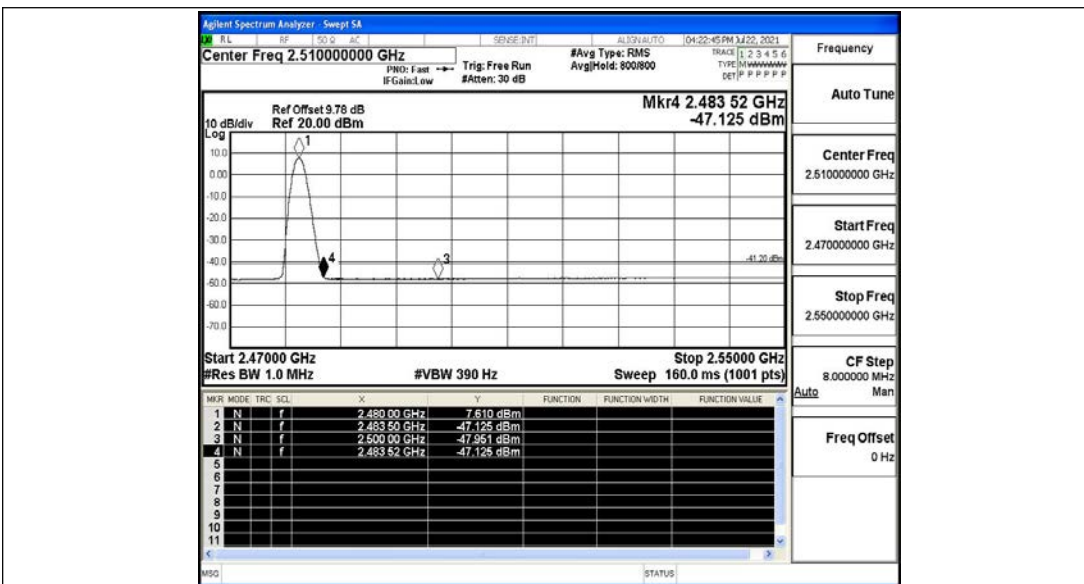 Agilent Spectrum Analyzer - Swept SA
RL RF 50 Ω AC SENSE:INT ALIGNAUTO 04:22:45 PM Jul 22, 2021
Center Freq 2.510000000 GHz
PNO: Fast
IFGain:Low
Trig: Free Run
#Atten: 30 dB
#Avg Type: RMS
Avg|Hold: 800/800
TRACE 1 2 3 4 5 6
TYPE MWWWWW
DET P P P P P P
Frequency
Auto Tune
Center Freq
2.510000000 GHz
Start Freq
2.470000000 GHz
Stop Freq
2.550000000 GHz
CF Step
8.000000 MHz
Auto Man
Freq Offset
0 Hz
Mkr4 2.483 52 GHz
-47.125 dBm
Ref Offset 9.78 dB
10 dB/div Ref 20.00 dBm
Log
10.0
0.00
-10.0
-20.0
-30.0
-40.0
-50.0
-60.0
-70.0
1
4
3
-41.20 dBm
Start 2.47000 GHz Stop 2.55000 GHz
#Res BW 1.0 MHz #VBW 390 Hz Sweep 160.0 ms (1001 pts)
MKR MODE TRC SCL X Y FUNCTION FUNCTION WIDTH FUNCTION VALUE
1 N f 2.480 00 GHz 7.610 dBm
2 N f 2.483 50 GHz -47.125 dBm
3 N f 2.500 00 GHz -47.951 dBm
4 N f 2.483 52 GHz -47.125 dBm
5
6
7
8
9
10
11
MSG STATUS